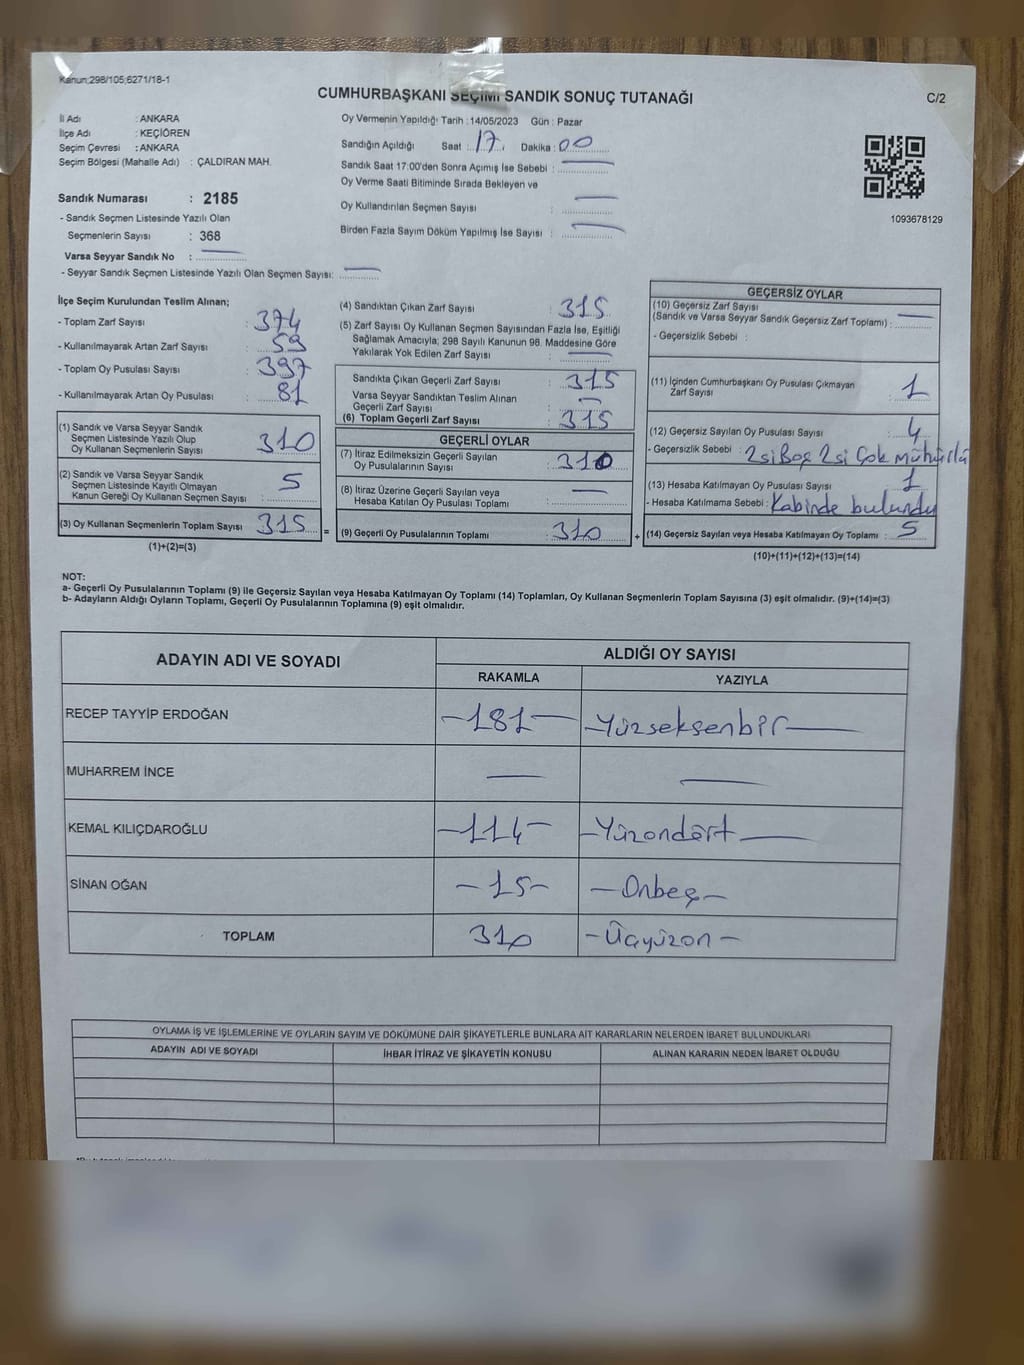 Kanun;298/105;6271/18-1
CUMHURBAŞKANI SEÇİMİ SANDIK SONUÇ TUTANAĞI
C/2
İl Adı : ANKARA
İlçe Adı : KEÇİÖREN
Seçim Çevresi : ANKARA
Seçim Bölgesi (Mahalle Adı) : ÇALDIRAN MAH.
Sandık Numarası : 2185
- Sandık Seçmen Listesinde Yazılı Olan
Seçmenlerin Sayısı : 368
Varsa Seyyar Sandık No :
- Seyyar Sandık Seçmen Listesinde Yazılı Olan Seçmen Sayısı:
Oy Vermenin Yapıldığı Tarih : 14/05/2023 Gün : Pazar
Sandığın Açıldığı Saat : 17 Dakika : 00
Sandık Saat 17:00'den Sonra Açımış İse Sebebi :
Oy Verme Saati Bitiminde Sırada Bekleyen ve
Oy Kullandırılan Seçmen Sayısı :
Birden Fazla Sayım Döküm Yapılmış İse Sayısı :
1093678129
İlçe Seçim Kurulundan Teslim Alınan;
- Toplam Zarf Sayısı : 374
- Kullanılmayarak Artan Zarf Sayısı : 59
- Toplam Oy Pusulası Sayısı : 397
- Kullanılmayarak Artan Oy Pusulası : 81
(1) Sandık ve Varsa Seyyar Sandık
Seçmen Listesinde Yazılı Olup
Oy Kullanan Seçmenlerin Sayısı 310
(2) Sandık ve Varsa Seyyar Sandık
Seçmen Listesinde Kayıtlı Olmayan
Kanun Gereği Oy Kullanan Seçmen Sayısı : 5
(3) Oy Kullanan Seçmenlerin Toplam Sayısı 315 =
(1)+(2)=(3)
(4) Sandıktan Çıkan Zarf Sayısı : 315
(5) Zarf Sayısı Oy Kullanan Seçmen Sayısından Fazla İse, Eşitliği
Sağlamak Amacıyla; 298 Sayılı Kanunun 98. Maddesine Göre
Yakılarak Yok Edilen Zarf Sayısı :
Sandıkta Çıkan Geçerli Zarf Sayısı : 315
Varsa Seyyar Sandıktan Teslim Alınan
Geçerli Zarf Sayısı :
(6) Toplam Geçerli Zarf Sayısı : 315
GEÇERLİ OYLAR
(7) İtiraz Edilmeksizin Geçerli Sayılan
Oy Pusulalarının Sayısı : 310
(8) İtiraz Üzerine Geçerli Sayılan veya
Hesaba Katılan Oy Pusulası Toplamı :
(9) Geçerli Oy Pusulalarının Toplamı : 310 +
GEÇERSİZ OYLAR
(10) Geçersiz Zarf Sayısı
(Sandık ve Varsa Seyyar Sandık Geçersiz Zarf Toplamı) :
- Geçersizlik Sebebi :
(11) İçinden Cumhurbaşkanı Oy Pusulası Çıkmayan
Zarf Sayısı : 1
(12) Geçersiz Sayılan Oy Pusulası Sayısı : 4
- Geçersizlik Sebebi : 2si Boş 2si Çok mühürlü
(13) Hesaba Katılmayan Oy Pusulası Sayısı : 1
- Hesaba Katılmama Sebebi : Kabinde bulundu
(14) Geçersiz Sayılan veya Hesaba Katılmayan Oy Toplamı : 5
(10)+(11)+(12)+(13)=(14)
NOT:
a- Geçerli Oy Pusulalarının Toplamı (9) ile Geçersiz Sayılan veya Hesaba Katılmayan Oy Toplamı (14) Toplamları, Oy Kullanan Seçmenlerin Toplam Sayısına (3) eşit olmalıdır. (9)+(14)=(3)
b- Adayların Aldığı Oyların Toplamı, Geçerli Oy Pusulalarının Toplamına (9) eşit olmalıdır.
ADAYIN ADI VE SOYADI
ALDIĞI OY SAYISI
RAKAMLA YAZIYLA
RECEP TAYYİP ERDOĞAN -181- -Yüzseksenbir-
MUHARREM İNCE
KEMAL KILIÇDAROĞLU -114- -Yüzondört-
SİNAN OĞAN -15- -Onbeş-
TOPLAM 310 -Üçyüzon-
OYLAMA İŞ VE İŞLEMLERİNE VE OYLARIN SAYIM VE DÖKÜMÜNE DAİR ŞİKAYETLERLE BUNLARA AİT KARARLARIN NELERDEN İBARET BULUNDUKLARI
ADAYIN ADI VE SOYADI İHBAR İTİRAZ VE ŞİKAYETİN KONUSU ALINAN KARARIN NEDEN İBARET OLDUĞU